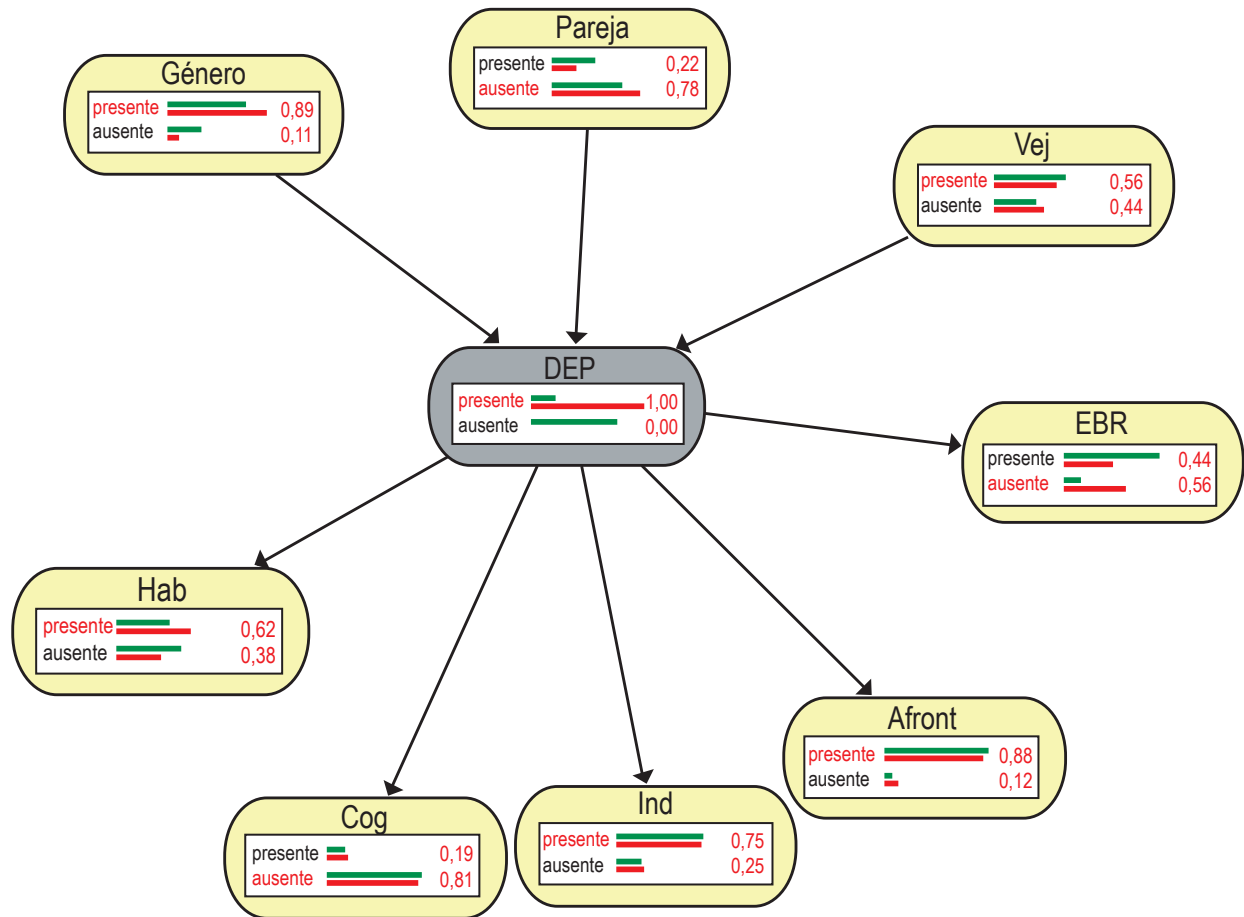 Pareja
presente 0,22
ausente 0,78
Género
presente 0,89
ausente 0,11
Vej
presente 0,56
ausente 0,44
DEP
presente 1,00
ausente 0,00
EBR
presente 0,44
ausente 0,56
Hab
presente 0,62
ausente 0,38
Afront
presente 0,88
ausente 0,12
Cog
presente 0,19
ausente 0,81
Ind
presente 0,75
ausente 0,25